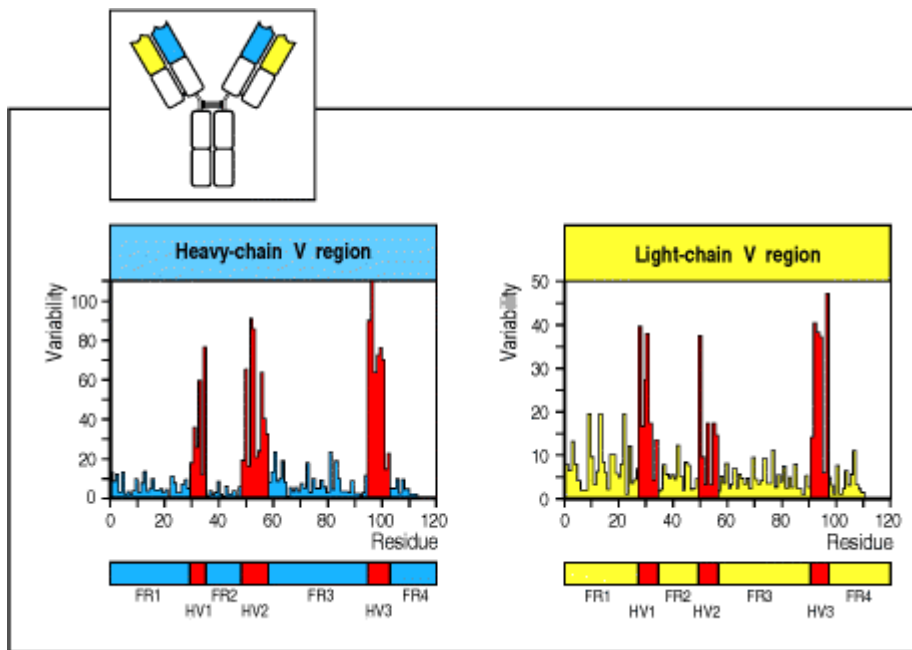 Heavy-chain V region
Variability
100
80
60
40
20
0
0 20 40 60 80 100 120
Residue
FR1 FR2 FR3 FR4
HV1 HV2 HV3
Light-chain V region
Variability
50
40
30
20
10
0
0 20 40 60 80 100 120
Residue
FR1 FR2 FR3 FR4
HV1 HV2 HV3